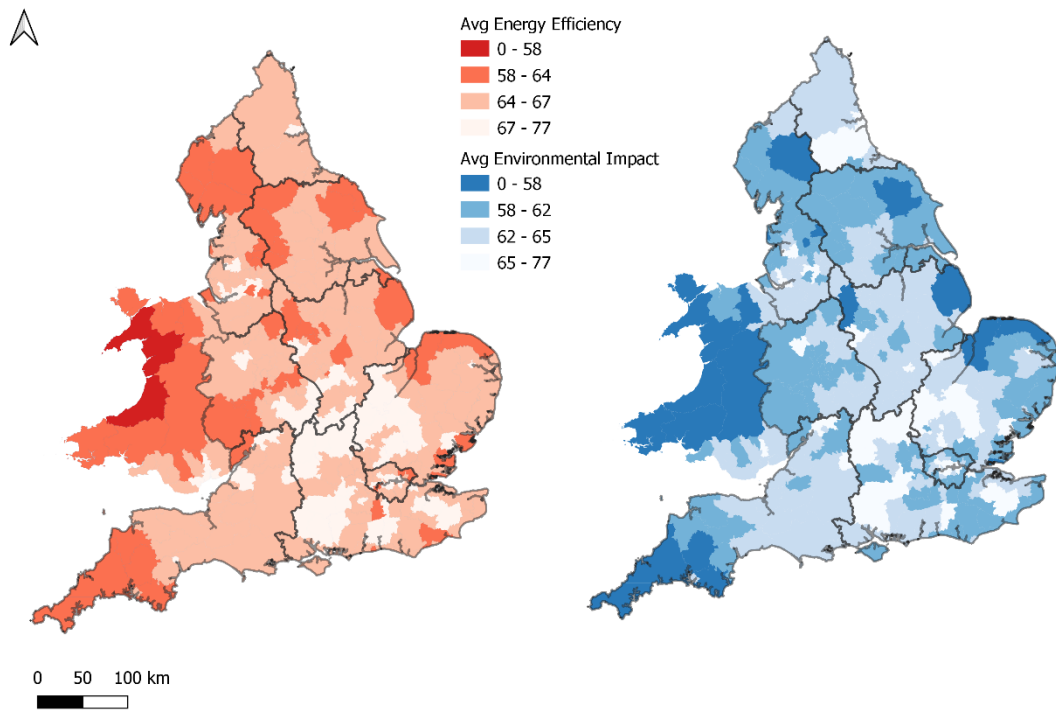 Avg Energy Efficiency
0 - 58
58 - 64
64 - 67
67 - 77
Avg Environmental Impact
0 - 58
58 - 62
62 - 65
65 - 77
0 50 100 km